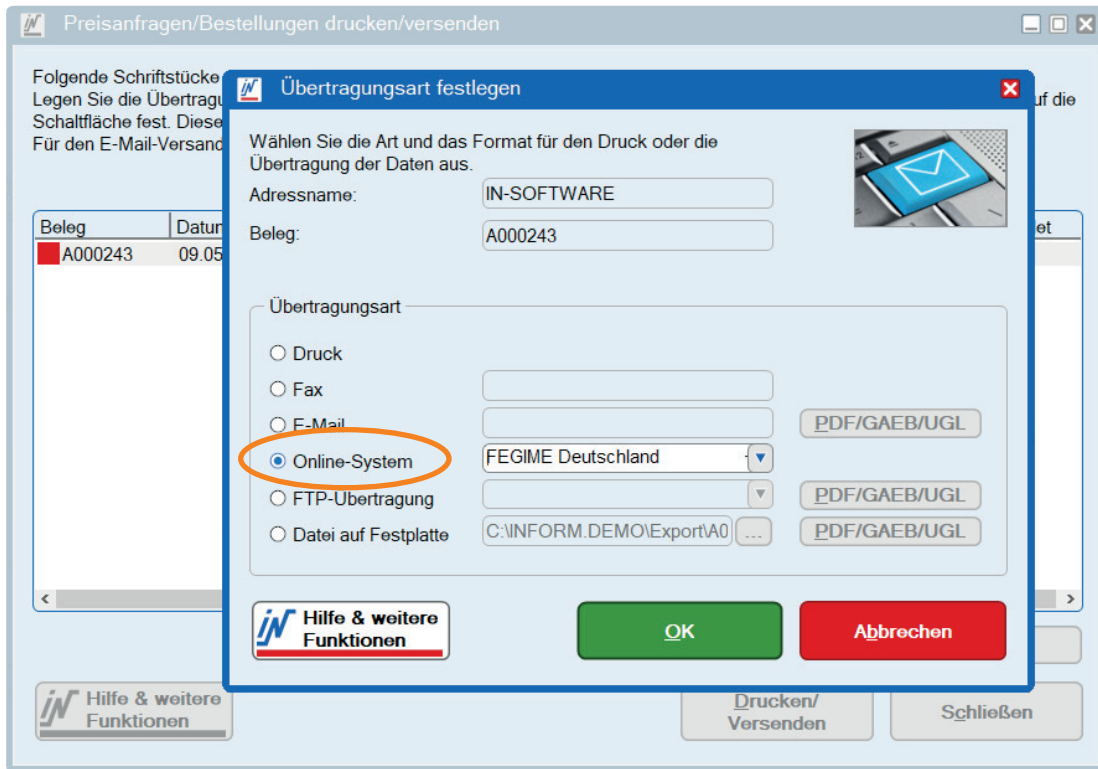 Preisanfragen/Bestellungen drucken/versenden
Folgende Schriftstücke
Legen Sie die Übertragu
uf die
Schaltfläche fest. Diese
Für den E-Mail-Versand
Beleg Datun
et
A000243 09.05
Übertragungsart festlegen
Wählen Sie die Art und das Format für den Druck oder die
Übertragung der Daten aus.
Adressname: IN-SOFTWARE
Beleg: A000243
Übertragungsart
Druck
Fax
E-Mail PDF/GAEB/UGL
Online-System FEGIME Deutschland
FTP-Übertragung PDF/GAEB/UGL
Datei auf Festplatte C:\INFORM.DEMO\Export\A0 ... PDF/GAEB/UGL
iN Hilfe & weitere
Funktionen
OK
Abbrechen
iN Hilfe & weitere
Funktionen
Drucken/
Versenden
Schließen